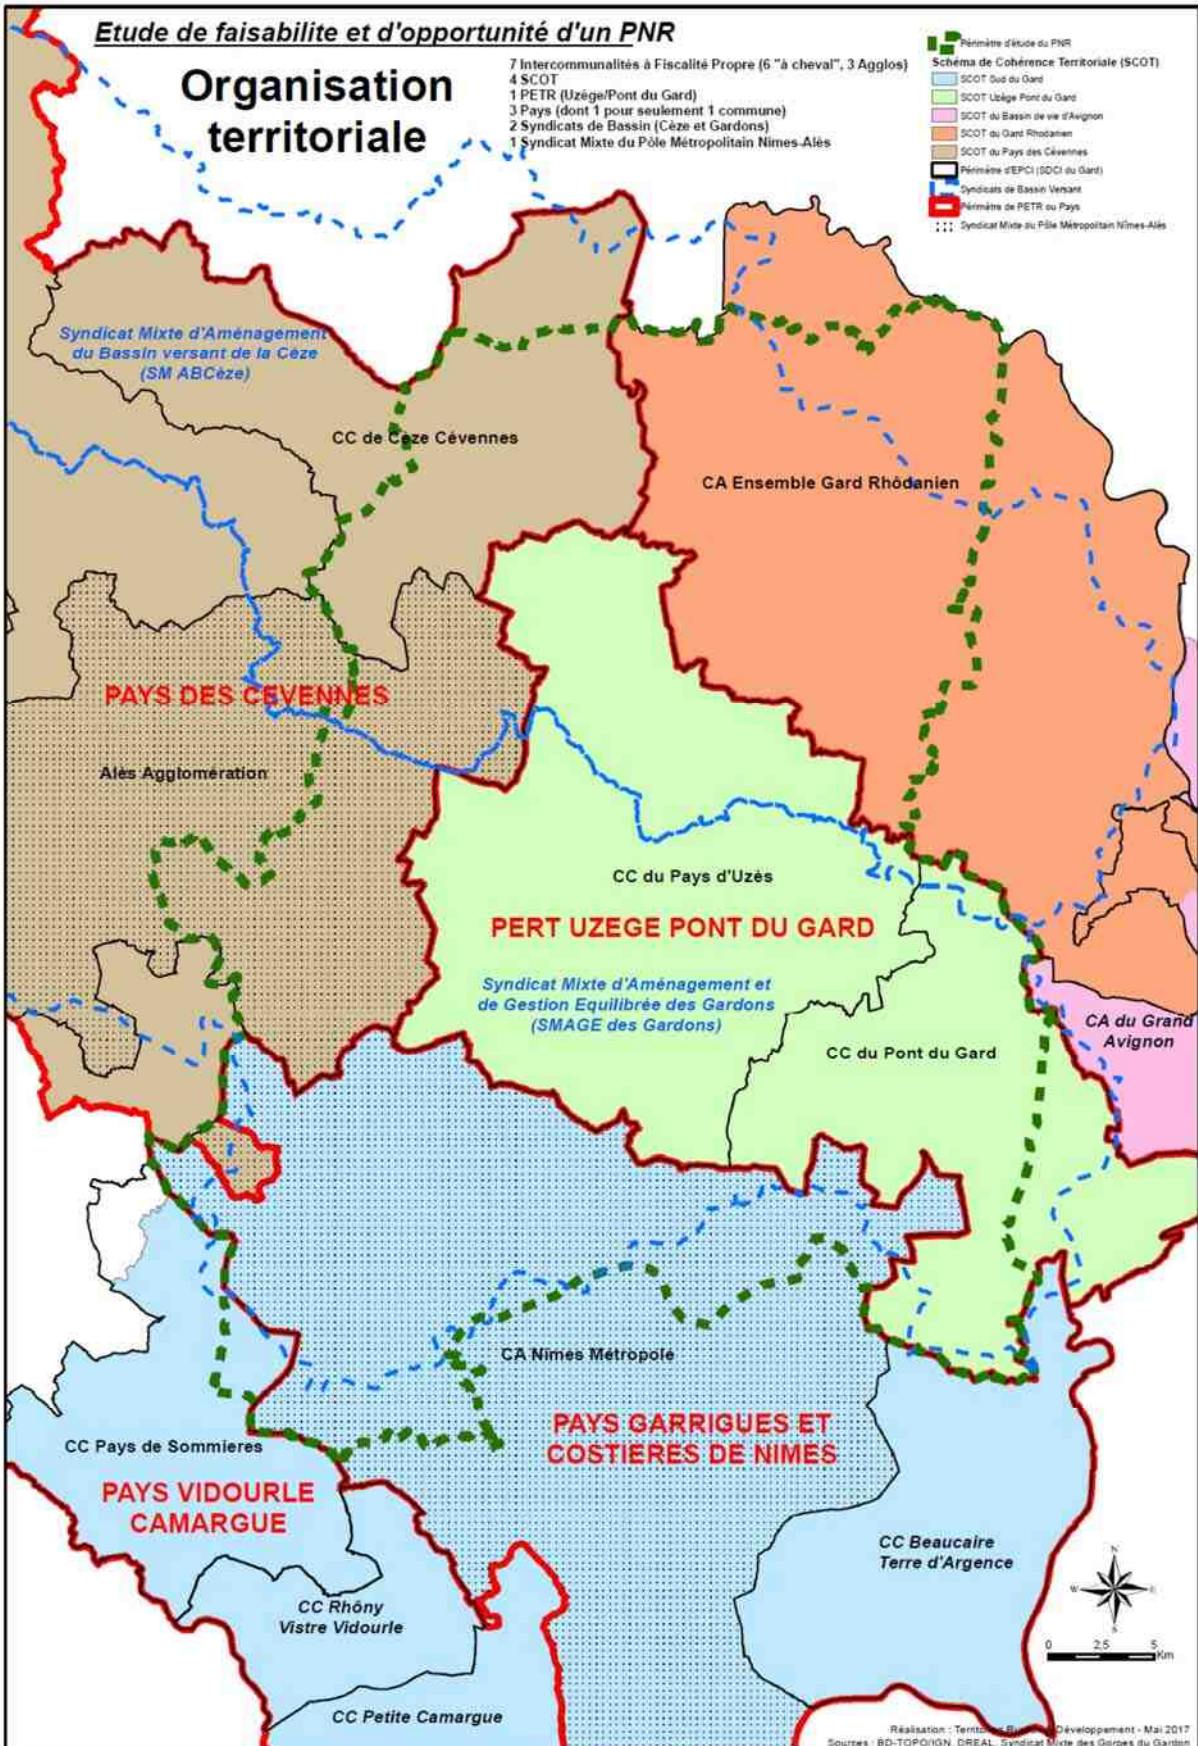 Etude de faisabilite et d'opportunité d'un PNR
Organisation
territoriale
7 Intercommunalités à Fiscalité Propre (6 "à cheval", 3 Agglos)
4 SCOT
1 PETR (Uzège/Pont du Gard)
3 Pays (dont 1 pour seulement 1 commune)
2 Syndicats de Bassin (Cèze et Gardons)
1 Syndicat Mixte du Pôle Métropolitain Nimes-Alès
Périmètre d'étude du PNR
Schéma de Cohérence Territoriale (SCOT)
SCOT Sud du Gard
SCOT Uzège Pont du Gard
SCOT du Bassin de vie d'Avignon
SCOT du Gard Rhodanien
SCOT du Pays des Cévennes
Périmètre d'EPCI (SDCI du Gard)
Syndicats de Bassin Versant
Périmètre de PETR ou Pays
Syndicat Mixte du Pôle Métropolitain Nîmes-Alès
Syndicat Mixte d'Aménagement
du Bassin versant de la Cèze
(SM ABCèze)
CC de Cèze Cévennes
CA Ensemble Gard Rhôdanien
PAYS DES CEVENNES
Alès Agglomération
CC du Pays d'Uzès
PERT UZEGE PONT DU GARD
Syndicat Mixte d'Aménagement et
de Gestion Equilibrée des Gardons
(SMAGE des Gardons)
CC du Pont du Gard
CA du Grand
Avignon
CA Nimes Métropole
PAYS GARRIGUES ET
COSTIERES DE NIMES
CC Pays de Sommieres
PAYS VIDOURLE
CAMARGUE
CC Rhôny
Vistre Vidourle
CC Petite Camargue
CC Beaucaire
Terre d'Argence
N
W E
S
0 2,5 5
Km
Réalisation : Développement - Mai 2017
Sources : BD-TOPO/IGN, DREAL, Syndicat Mixte des Gorges du Gardon